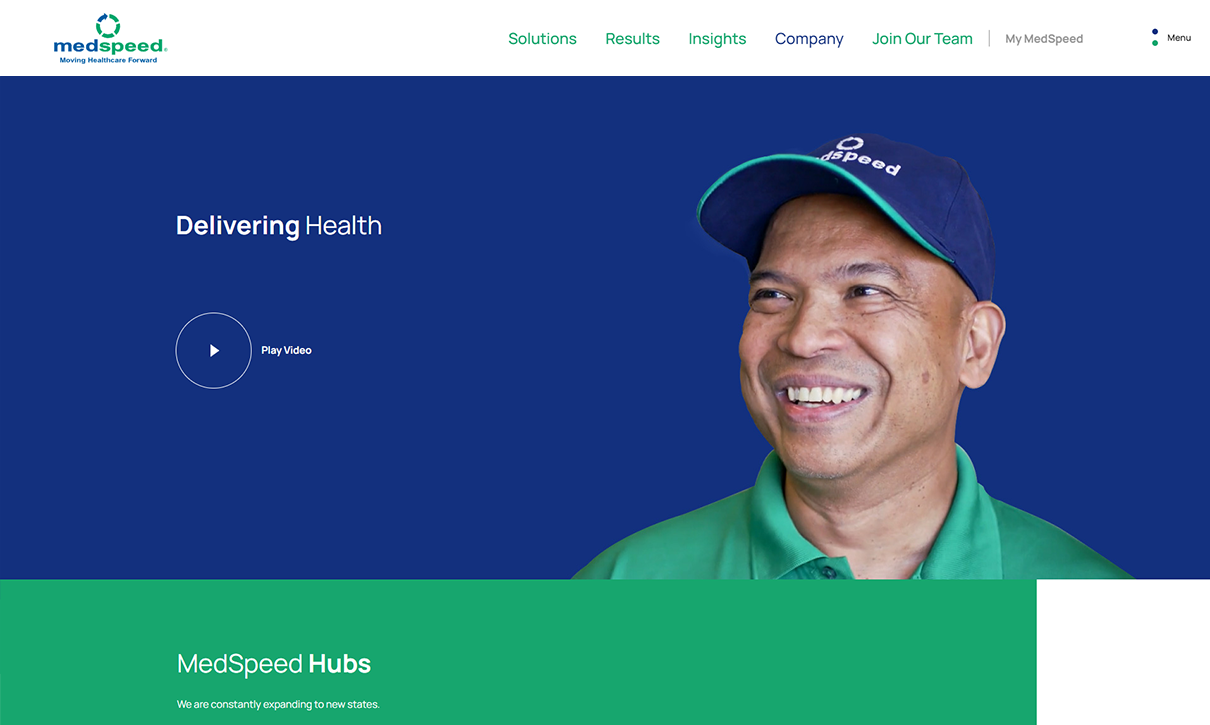 medspeed®
Moving Healthcare Forward
Solutions Results Insights Company Join Our Team My MedSpeed Menu
medspeed
Delivering Health
Play Video
MedSpeed Hubs
We are constantly expanding to new states.